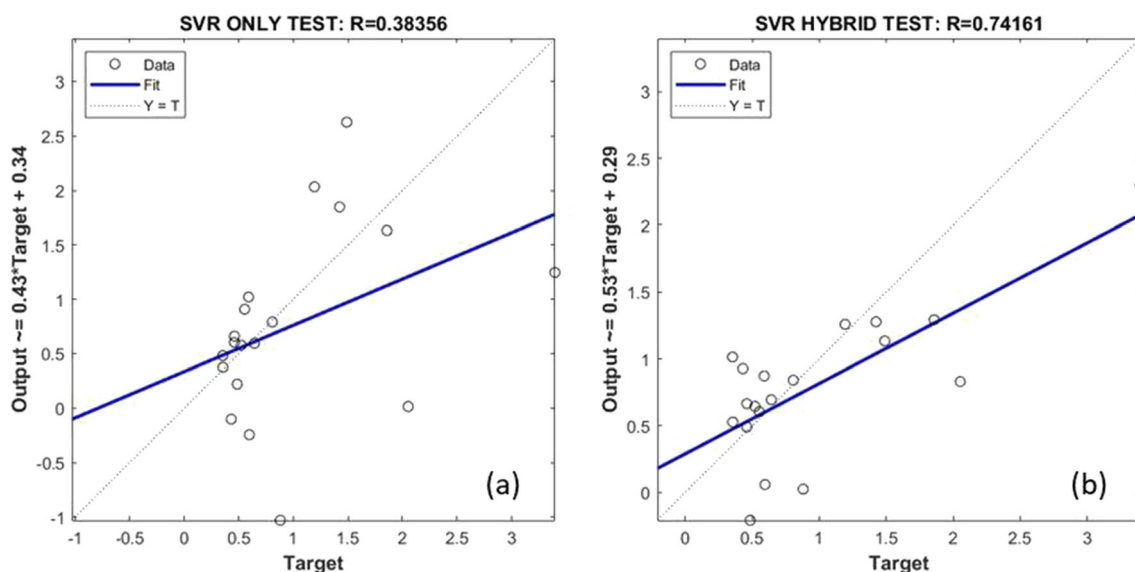 SVR ONLY TEST: R=0.38356
Data
Fit
Y = T
Output ~= 0.43*Target + 0.34
3
2.5
2
1.5
1
0.5
0
-0.5
-1
-1
-0.5
0
0.5
1
1.5
2
2.5
3
Target
(a)
SVR HYBRID TEST: R=0.74161
Data
Fit
Y = T
Output ~= 0.53*Target + 0.29
3
2.5
2
1.5
1
0.5
0
0
0.5
1
1.5
2
2.5
3
Target
(b)